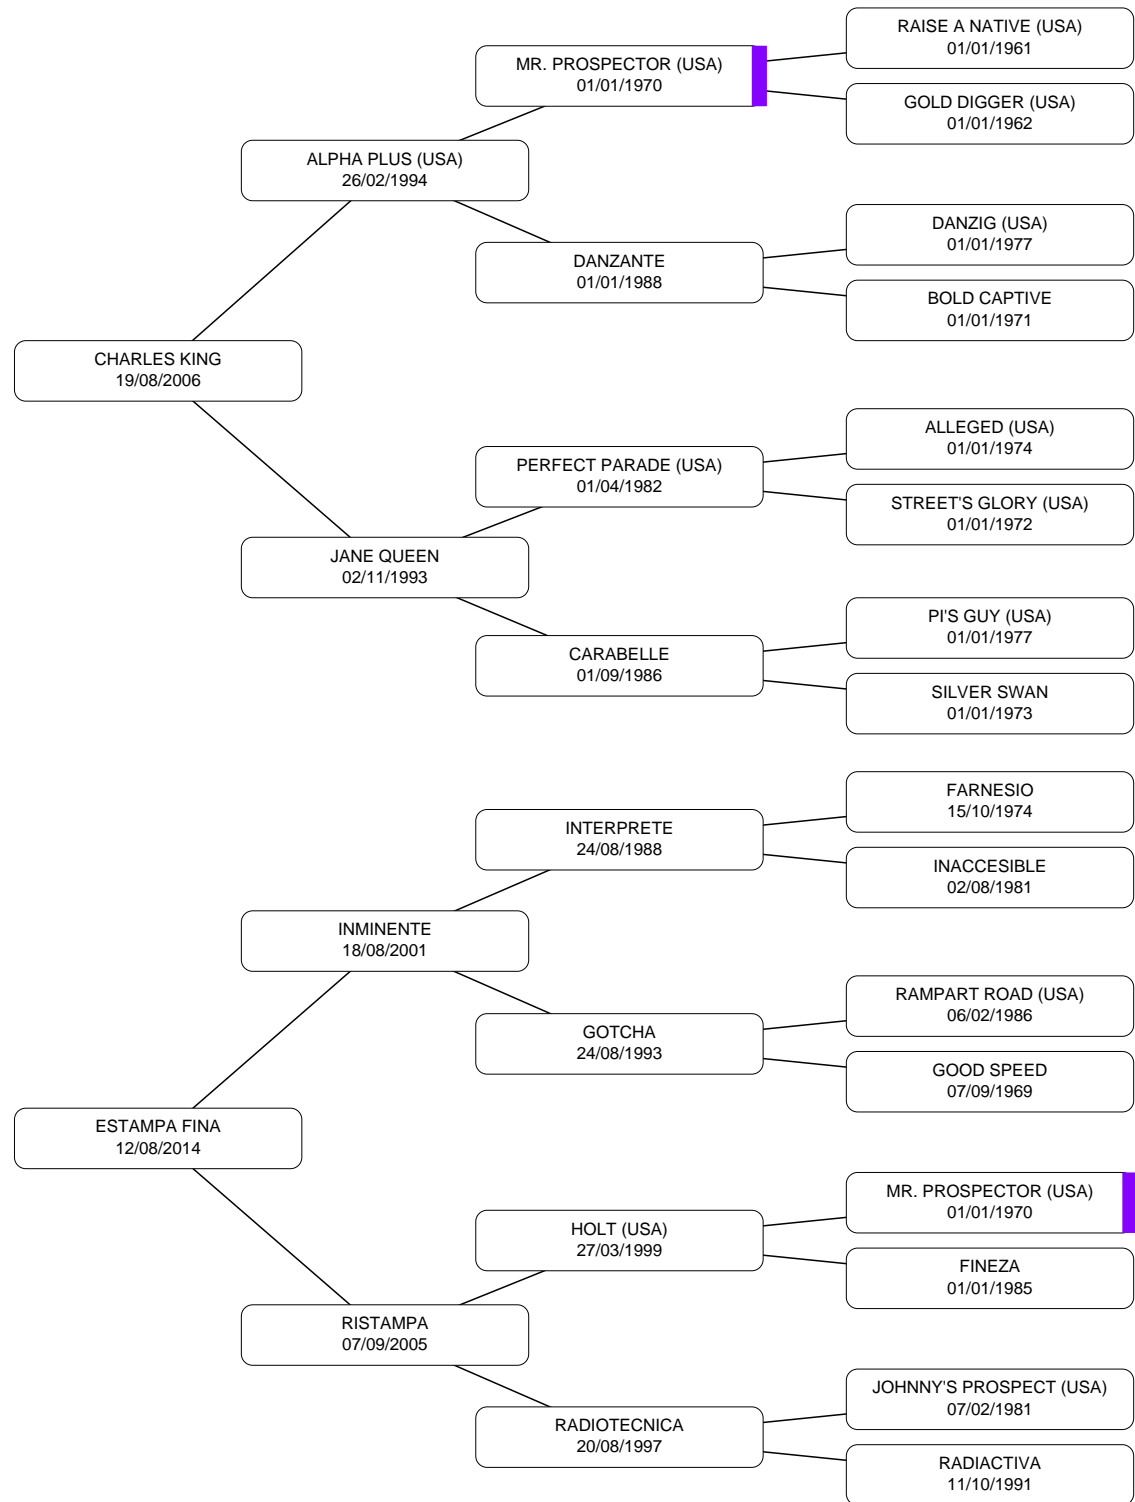 RAISE A NATIVE (USA)
01/01/1961
MR. PROSPECTOR (USA)
01/01/1970
GOLD DIGGER (USA)
01/01/1962
ALPHA PLUS (USA)
26/02/1994
DANZIG (USA)
01/01/1977
DANZANTE
01/01/1988
BOLD CAPTIVE
01/01/1971
CHARLES KING
19/08/2006
ALLEGED (USA)
01/01/1974
PERFECT PARADE (USA)
01/04/1982
STREET'S GLORY (USA)
01/01/1972
JANE QUEEN
02/11/1993
PI'S GUY (USA)
01/01/1977
CARABELLE
01/09/1986
SILVER SWAN
01/01/1973
FARNESIO
15/10/1974
INTERPRETE
24/08/1988
INACCESIBLE
02/08/1981
INMINENTE
18/08/2001
RAMPART ROAD (USA)
06/02/1986
GOTCHA
24/08/1993
GOOD SPEED
07/09/1969
ESTAMPA FINA
12/08/2014
MR. PROSPECTOR (USA)
01/01/1970
HOLT (USA)
27/03/1999
FINEZA
01/01/1985
RISTAMPA
07/09/2005
JOHNNY'S PROSPECT (USA)
07/02/1981
RADIOTECNICA
20/08/1997
RADIACTIVA
11/10/1991